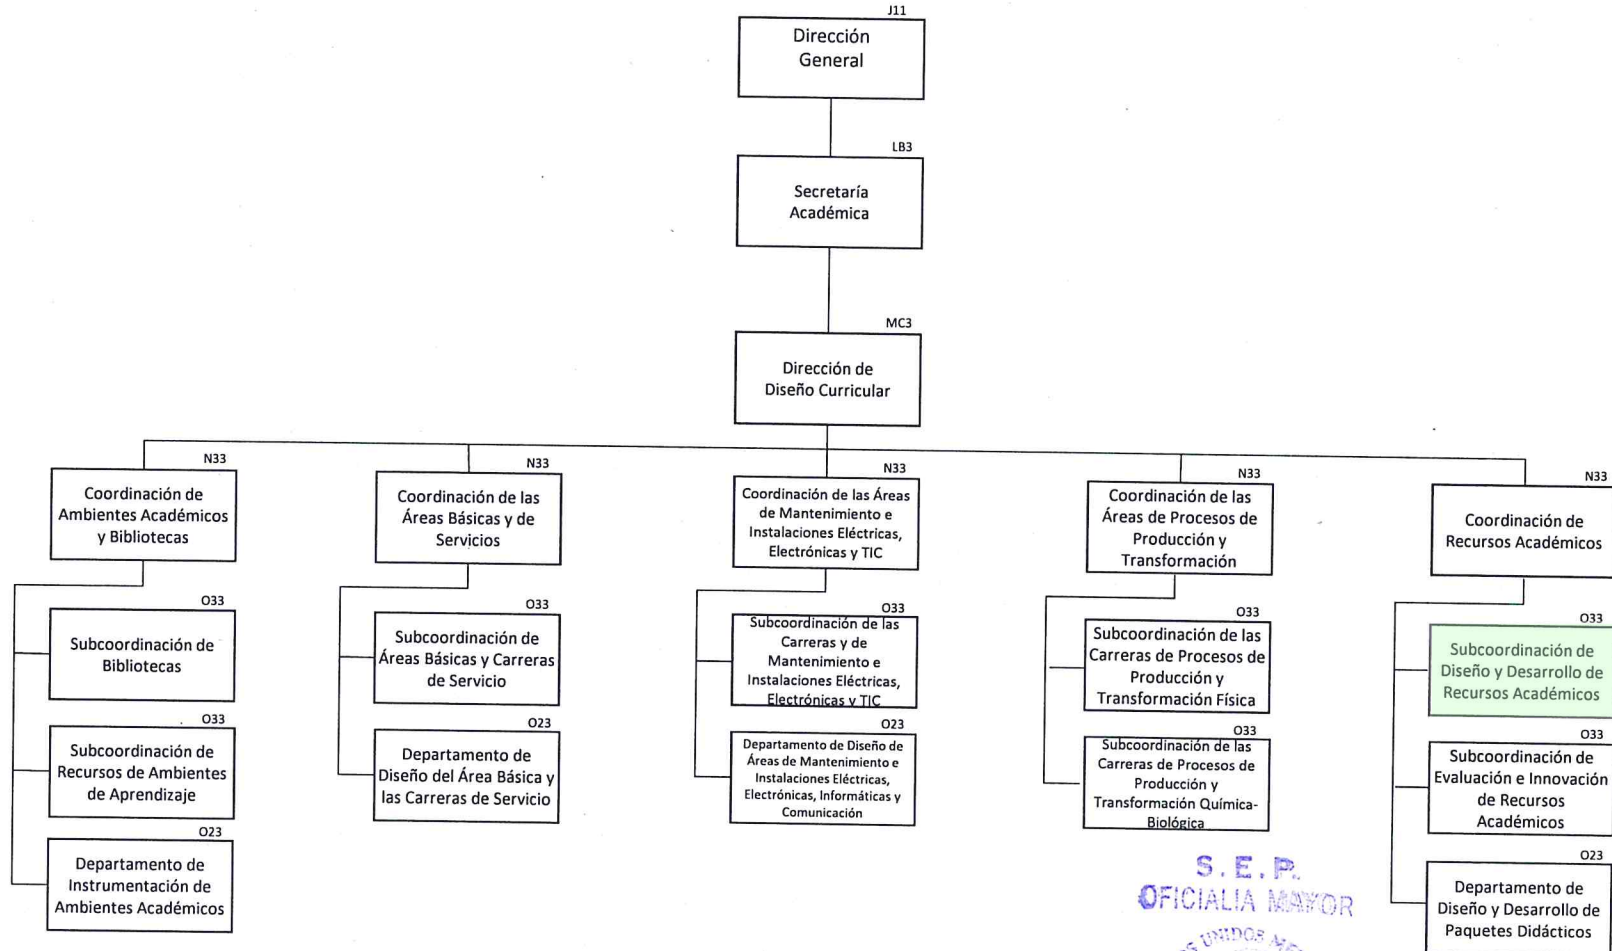 J11
Dirección
General
LB3
Secretaría
Académica
MC3
Dirección de
Diseño Curricular
N33
Coordinación de
Ambientes Académicos
y Bibliotecas
O33
Subcoordinación de
Bibliotecas
O33
Subcoordinación de
Recursos de Ambientes
de Aprendizaje
O23
Departamento de
Instrumentación de
Ambientes Académicos
N33
Coordinación de las
Áreas Básicas y de
Servicios
O33
Subcoordinación de
Áreas Básicas y Carreras
de Servicio
O23
Departamento de
Diseño del Área Básica y
las Carreras de Servicio
N33
Coordinación de las Áreas
de Mantenimiento e
Instalaciones Eléctricas,
Electrónicas y TIC
O33
Subcoordinación de las
Carreras y de
Mantenimiento e
Instalaciones Eléctricas,
Electrónicas y TIC
O23
Departamento de Diseño de
Áreas de Mantenimiento e
Instalaciones Eléctricas,
Electrónicas, Informáticas y
Comunicación
N33
Coordinación de las
Áreas de Procesos de
Producción y
Transformación
O33
Subcoordinación de las
Carreras de Procesos de
Producción y
Transformación Física
O33
Subcoordinación de las
Carreras de Procesos de
Producción y
Transformación Química-
Biológica
N33
Coordinación de
Recursos Académicos
O33
Subcoordinación de
Diseño y Desarrollo de
Recursos Académicos
O33
Subcoordinación de
Evaluación e Innovación
de Recursos
Académicos
O23
Departamento de
Diseño y Desarrollo de
Paquetes Didácticos
S.E.P.
OFICIALIA MAYOR
UNIDOS